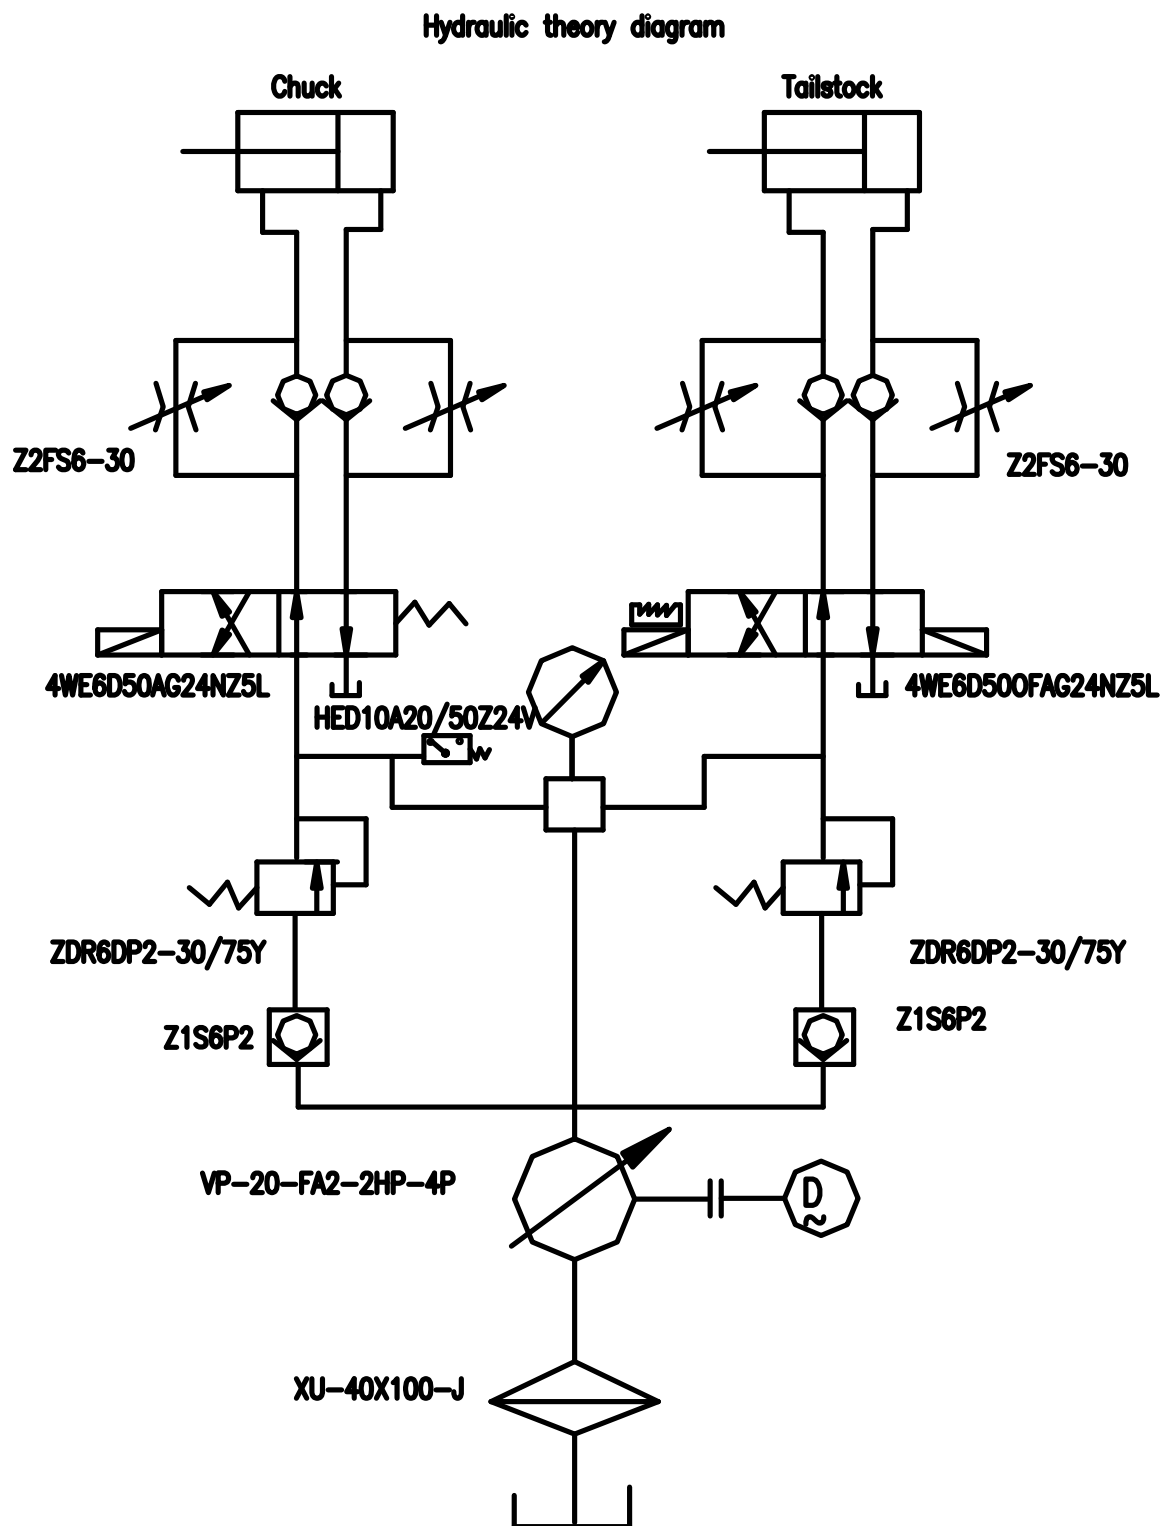 Hydraulic theory diagram
Chuck
Tailstock
Z2FS6-30
Z2FS6-30
4WE6D50AG24NZ5L
4WE6D50OFAG24NZ5L
HED10A20/50Z24V
ZDR6DP2-30/75Y
ZDR6DP2-30/75Y
Z1S6P2
Z1S6P2
VP-20-FA2-2HP-4P
D
~
XU-40X100-J